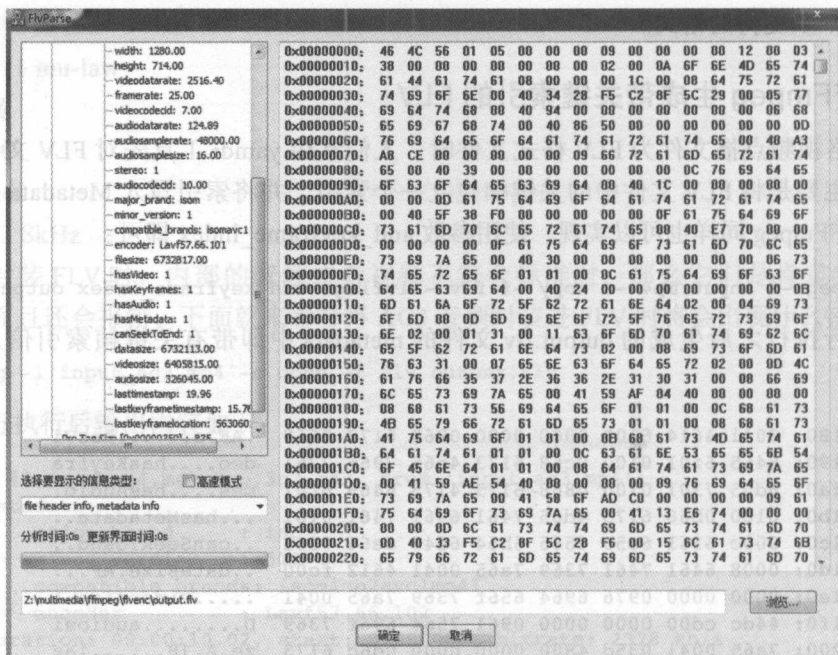 FlvParse
width: 1280.00
height: 714.00
videodatarate: 2516.40
framerate: 25.00
videocodecid: 7.00
audiodatarate: 124.89
audiosamplerate: 48000.00
audiosamplesize: 16.00
stereo: 1
audiocodecid: 10.00
major_brand: isom
minor_version: 1
compatible_brands: isomavc1
encoder: Lavf57.66.101
filesize: 6732817.00
hasVideo: 1
hasKeyframes: 1
hasAudio: 1
hasMetadata: 1
canSeekToEnd: 1
datasize: 6732113.00
videosize: 6405815.00
audiosize: 326045.00
lasttimestamp: 19.96
lastkeyframetimestamp: 15.76
lastkeyframelocation: 563060
选择要显示的信息类型:
高速模式
file header info, metadata info
分析时间:0s 更新界面时间:0s
0x00000000: 46 4C 56 01 05 00 00 00 09 00 00 00 00 12 00 03
0x00000010: 38 00 00 00 00 00 00 00 02 00 0A 6F 6E 4D 65 74
0x00000020: 61 44 61 74 61 08 00 00 00 1C 00 08 64 75 72 61
0x00000030: 74 69 6F 6E 00 40 34 28 F5 C2 8F 5C 29 00 05 77
0x00000040: 69 64 74 68 00 40 94 00 00 00 00 00 00 00 06 68
0x00000050: 65 69 67 68 74 00 40 86 50 00 00 00 00 00 00 0D
0x00000060: 76 69 64 65 6F 64 61 74 61 72 61 74 65 00 40 A3
0x00000070: A8 CE 00 00 00 00 00 09 66 72 61 6D 65 72 61 74
0x00000080: 65 00 40 39 00 00 00 00 00 00 00 0C 76 69 64 65
0x00000090: 6F 63 6F 64 65 63 69 64 00 40 1C 00 00 00 00 00
0x000000A0: 00 00 0D 61 75 64 69 6F 64 61 74 61 72 61 74 65
0x000000B0: 00 40 5F 38 F0 00 00 00 00 00 0F 61 75 64 69 6F
0x000000C0: 73 61 6D 70 6C 65 72 61 74 65 00 40 E7 70 00 00
0x000000D0: 00 00 00 00 0F 61 75 64 69 6F 73 61 6D 70 6C 65
0x000000E0: 73 69 7A 65 00 40 30 00 00 00 00 00 00 00 06 73
0x000000F0: 74 65 72 65 6F 01 01 00 0C 61 75 64 69 6F 63 6F
0x00000100: 64 65 63 69 64 00 40 24 00 00 00 00 00 00 00 0B
0x00000110: 6D 61 6A 6F 72 5F 62 72 61 6E 64 02 00 04 69 73
0x00000120: 6F 6D 00 0D 6D 69 6E 6F 72 5F 76 65 72 73 69 6F
0x00000130: 6E 02 00 01 31 00 11 63 6F 6D 70 61 74 69 62 6C
0x00000140: 65 5F 62 72 61 6E 64 73 02 00 08 69 73 6F 6D 61
0x00000150: 76 63 31 00 07 65 6E 63 6F 64 65 72 02 00 0D 4C
0x00000160: 61 76 66 35 37 2E 36 36 2E 31 30 31 00 08 66 69
0x00000170: 6C 65 73 69 7A 65 00 41 59 AF 04 40 00 00 00 00
0x00000180: 08 68 61 73 56 69 64 65 6F 01 01 00 0C 68 61 73
0x00000190: 4B 65 79 66 72 61 6D 65 73 01 01 00 08 68 61 73
0x000001A0: 41 75 64 69 6F 01 01 00 0B 68 61 73 4D 65 74 61
0x000001B0: 64 61 74 61 01 01 00 0C 63 61 6E 53 65 65 6B 54
0x000001C0: 6F 45 6E 64 01 01 00 08 64 61 74 61 73 69 7A 65
0x000001D0: 00 41 59 AE 54 40 00 00 00 00 09 76 69 64 65 6F
0x000001E0: 73 69 7A 65 00 41 58 6F AD C0 00 00 00 00 09 61
0x000001F0: 75 64 69 6F 73 69 7A 65 00 41 13 E6 74 00 00 00
0x00000200: 00 00 0D 6C 61 73 74 74 69 6D 65 73 74 61 6D 70
0x00000210: 00 40 33 F5 C2 8F 5C 28 F6 00 15 6C 61 73 74 6B
0x00000220: 65 79 66 72 61 6D 65 74 69 6D 65 73 74 61 6D 70
Z:\multimedia\ffmpeg\flvenc\output.flv
浏览...
确定
取消